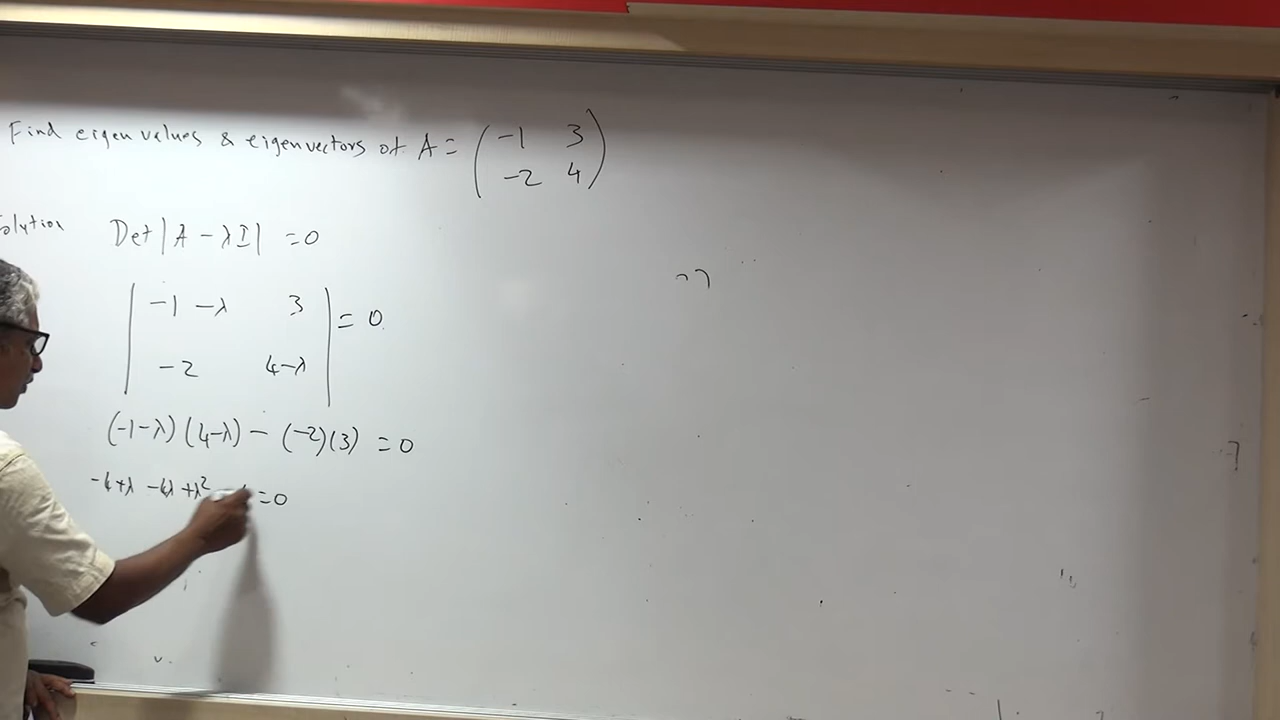 Find eigen values & eigenvectors of A = ( -1 3
-2 4 )
Solution Det |A - λI| = 0
| -1 - λ 3 | = 0
| -2 4-λ |
(-1-λ)(4-λ) - (-2)(3) = 0
-4+λ -4λ +λ² = 0